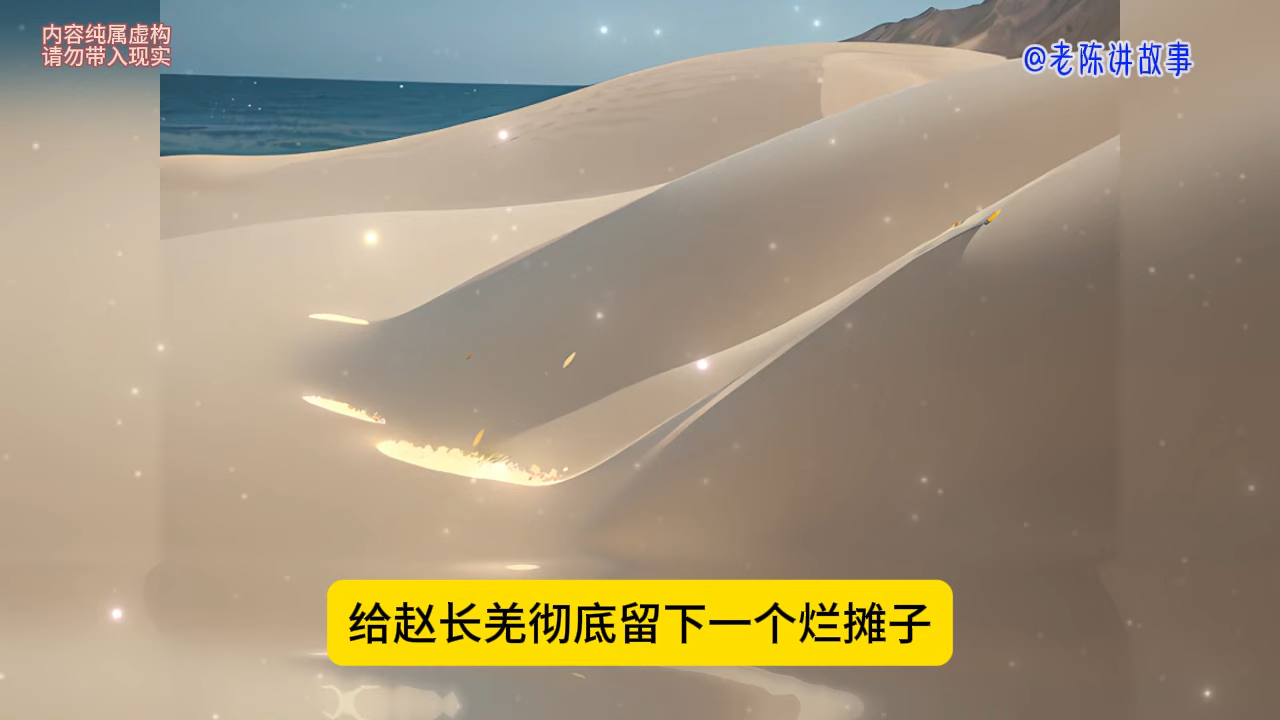 内容纯属虚构
请勿带入现实
@老陈讲故事
给赵长羌彻底留下一个烂摊子